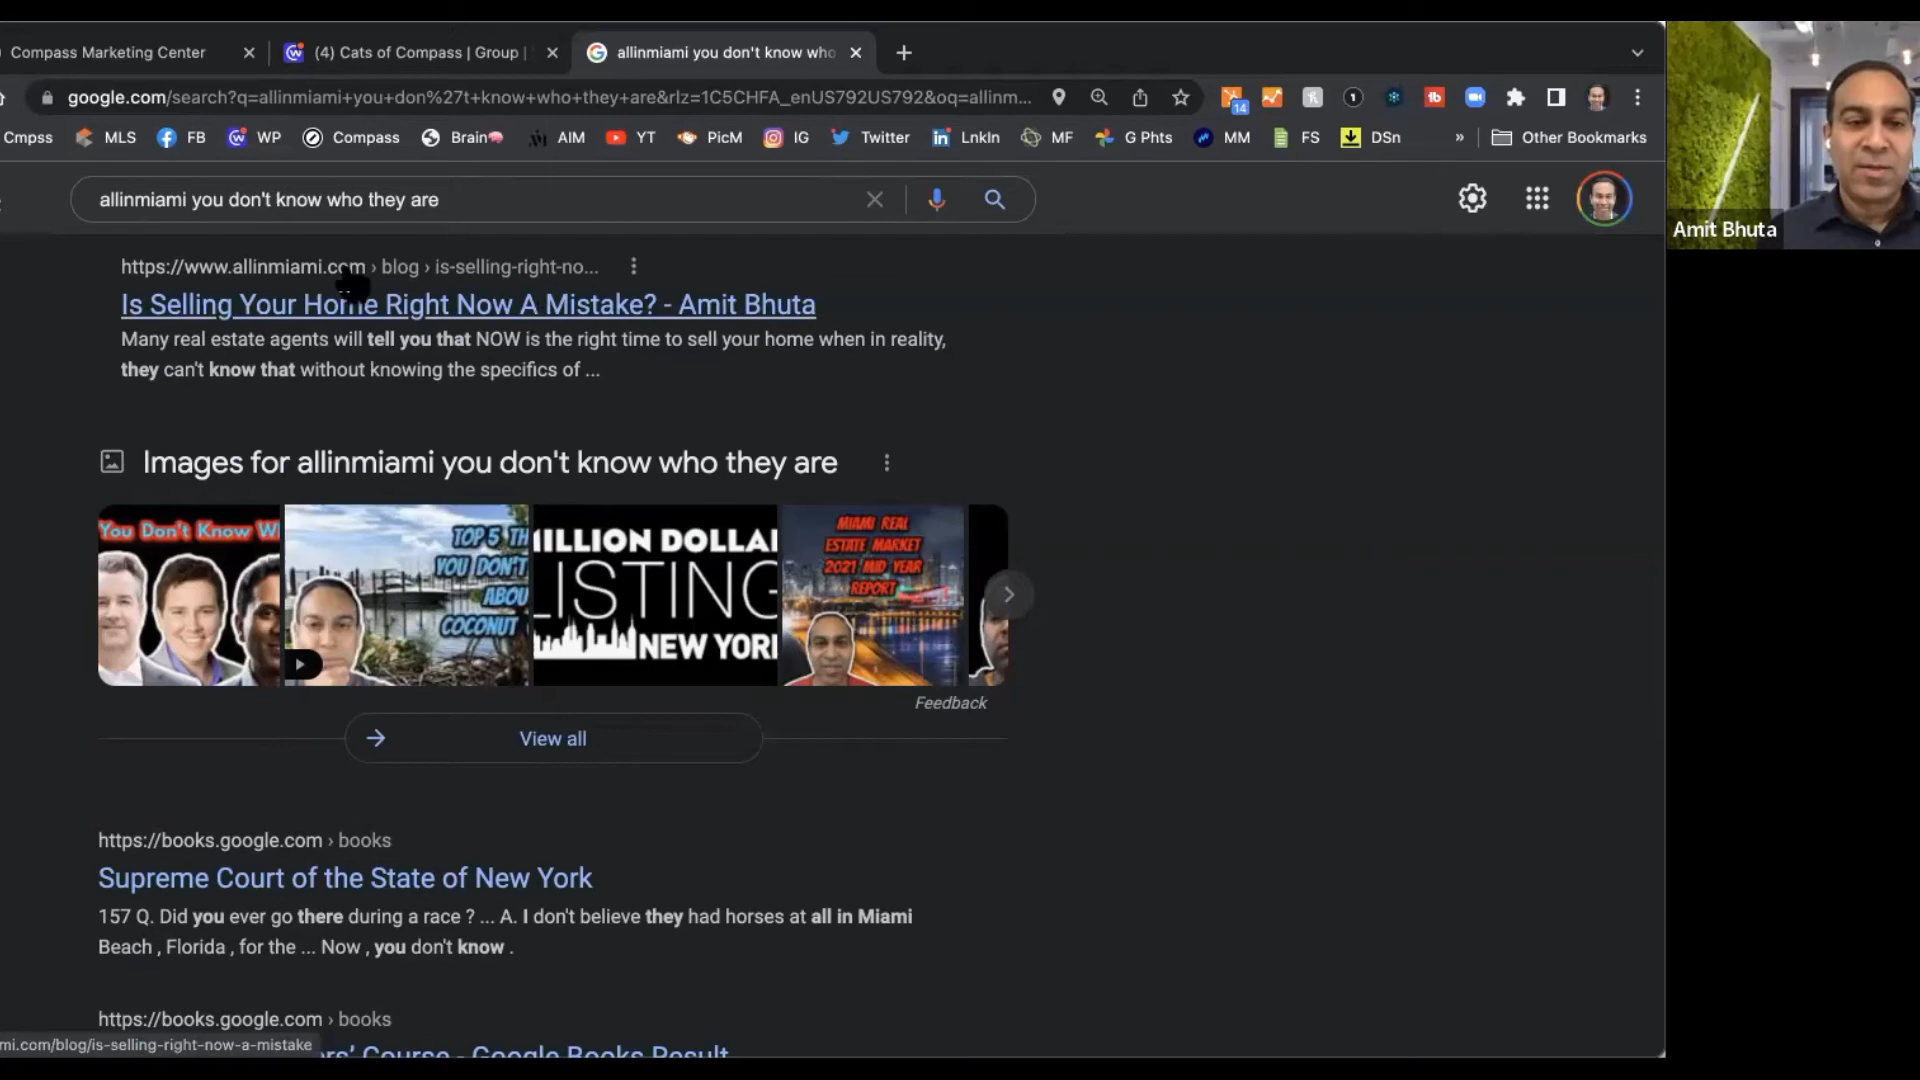 Compass Marketing Center
(4) Cats of Compass | Group |
allinmiami you don't know who
google.com/search?q=allinmiami+you+don%27t+know+who+they+are&rlz=1C5CHFA_enUS792US792&oq=allinm...
14
Cmpss MLS FB WP Compass Brain AIM YT PicM IG Twitter LnkIn MF G Phts MM FS DSn » Other Bookmarks
allinmiami you don't know who they are
Amit Bhuta
https://www.allinmiami.com › blog › is-selling-right-no...
Is Selling Your Home Right Now A Mistake? - Amit Bhuta
Many real estate agents will tell you that NOW is the right time to sell your home when in reality,
they can't know that without knowing the specifics of ...
Images for allinmiami you don't know who they are
You Don't Know W
TOP 5 TH
YOU DON'T
ABOU
COCONUT
MILLION DOLLA
LISTING
NEW YOR
MIAMI REAL
ESTATE MARKET
2021 MID YEAR
REPORT
Feedback
View all
https://books.google.com › books
Supreme Court of the State of New York
157 Q. Did you ever go there during a race ? ... A. I don't believe they had horses at all in Miami
Beach , Florida , for the ... Now , you don't know .
https://books.google.com › books
rs' Course - Google Books Result
mi.com/blog/is-selling-right-now-a-mistake